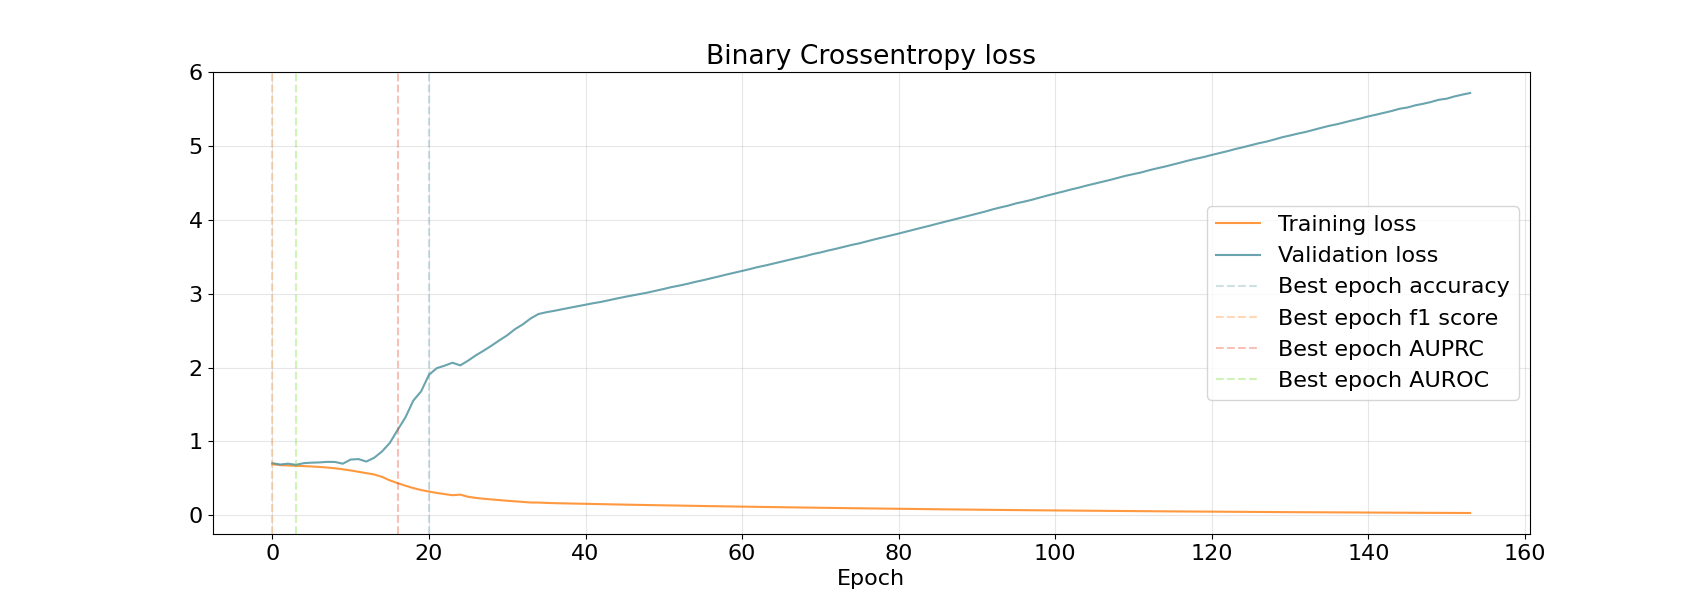 Binary Crossentropy loss
6
5
4
3
2
1
0
Training loss
Validation loss
Best epoch accuracy
Best epoch f1 score
Best epoch AUPRC
Best epoch AUROC
0 20 40 60 80 100 120 140 160
Epoch